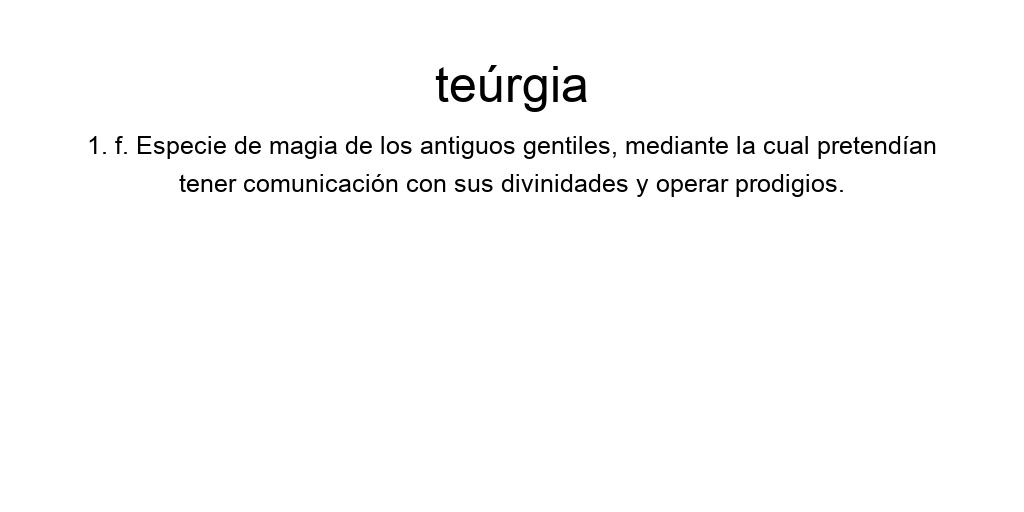 teúrgia
1. f. Especie de magia de los antiguos gentiles, mediante la cual pretendían
tener comunicación con sus divinidades y operar prodigios.